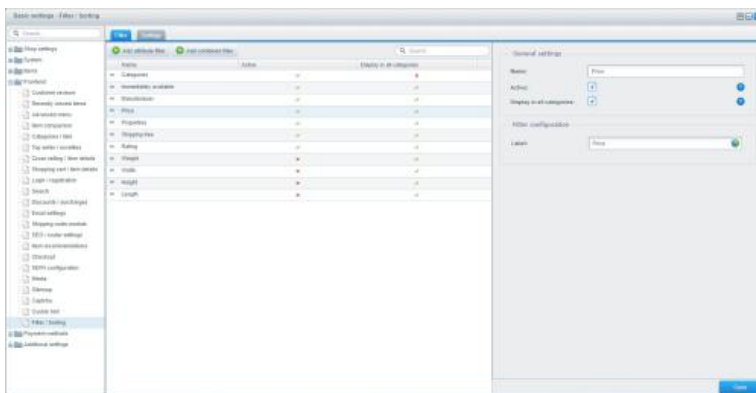 Basic settings - Filter / Sorting
Search
Shop settings
System
Items
Frontend
Customer reviews
Recently viewed items
Advanced menu
Item comparison
Categories / lists
Top seller / novelties
Cross selling / item details
Shopping cart / item details
Login / registration
Search
Discounts / surcharges
Email settings
Shipping costs module
SEO / router settings
Item recommendations
Checkout
SEPA configuration
Media
Sitemap
Captcha
Cookie hint
Filter / Sorting
Payment methods
Additional settings
Filter
Settings
Add attribute filter
Add combined filter
Search
Name
Active
Display in all categories
Categories
Immediately available
Manufacturer
Price
Properties
Shipping free
Rating
Weight
Width
Height
Length
General settings
Name: Price
Active:
Display in all categories:
Filter configuration
Label: Price
Save